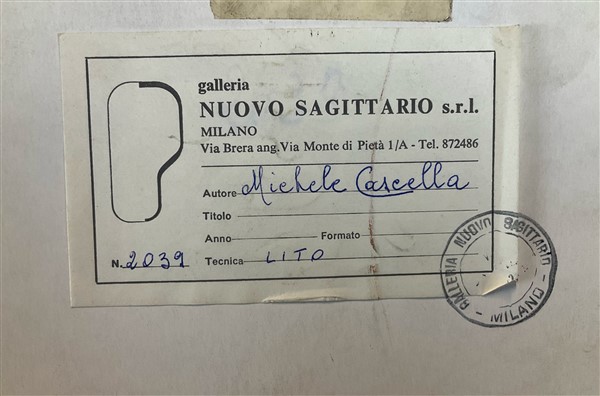 galleria
NUOVO SAGITTARIO s.r.l.
MILANO
Via Brera ang. Via Monte di Pietà 1/A - Tel. 872486
Autore Michele Cascella
Titolo
Anno Formato
N. 2039 Tecnica LITO
GALLERIA NUOVO SAGITTARIO - MILANO -